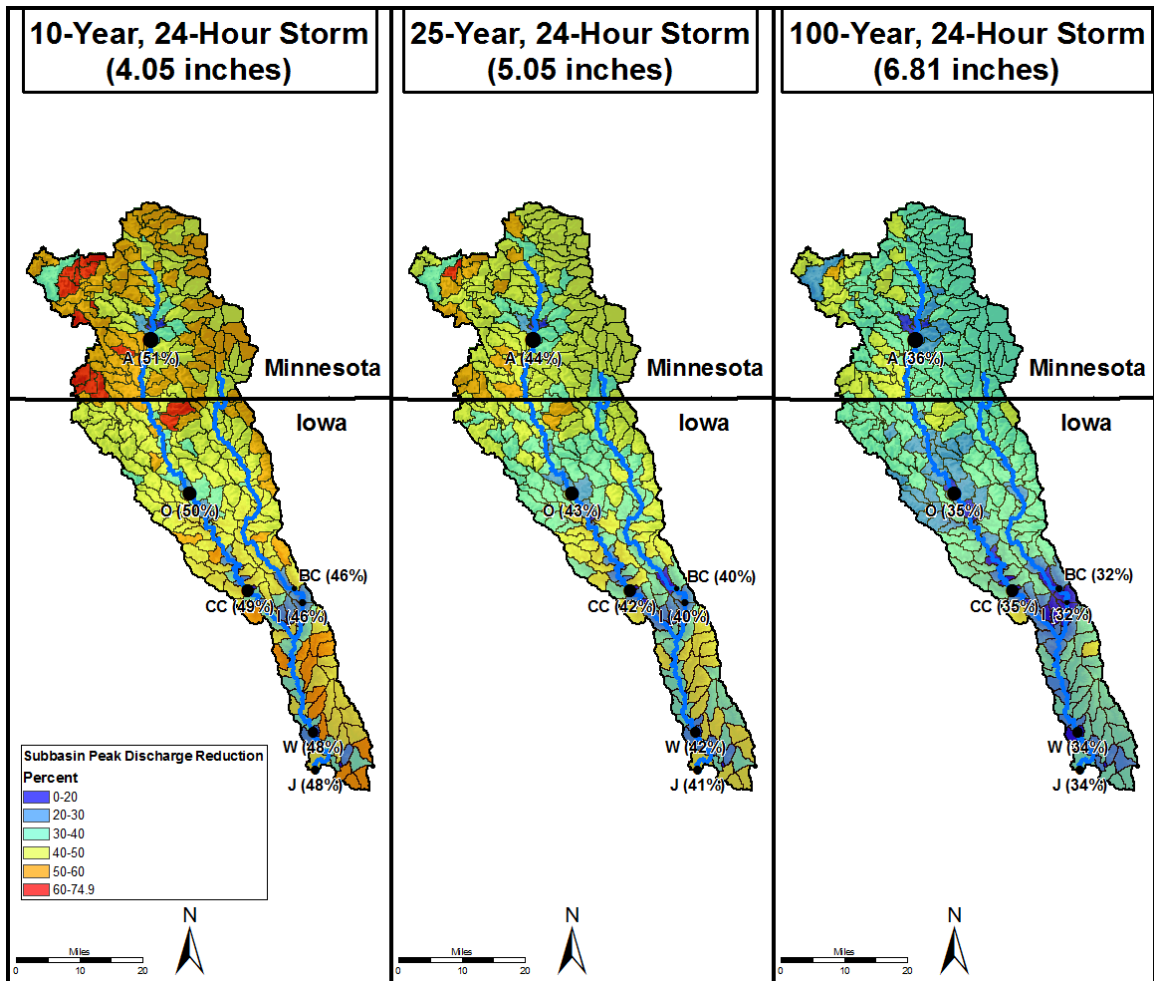 10-Year, 24-Hour Storm
(4.05 inches)
A (51%)
Minnesota
Iowa
O (50%)
BC (46%)
CC (49%)
I (46%)
W (48%)
J (48%)
Subbasin Peak Discharge Reduction
Percent
0-20
20-30
30-40
40-50
50-60
60-74.9
N
Miles
0 10 20
25-Year, 24-Hour Storm
(5.05 inches)
A (44%)
Minnesota
Iowa
O (43%)
BC (40%)
CC (42%)
I (40%)
W (42%)
J (41%)
N
Miles
0 10 20
100-Year, 24-Hour Storm
(6.81 inches)
A (36%)
Minnesota
Iowa
O (35%)
BC (32%)
CC (35%)
I (32%)
W (34%)
J (34%)
N
Miles
0 10 20